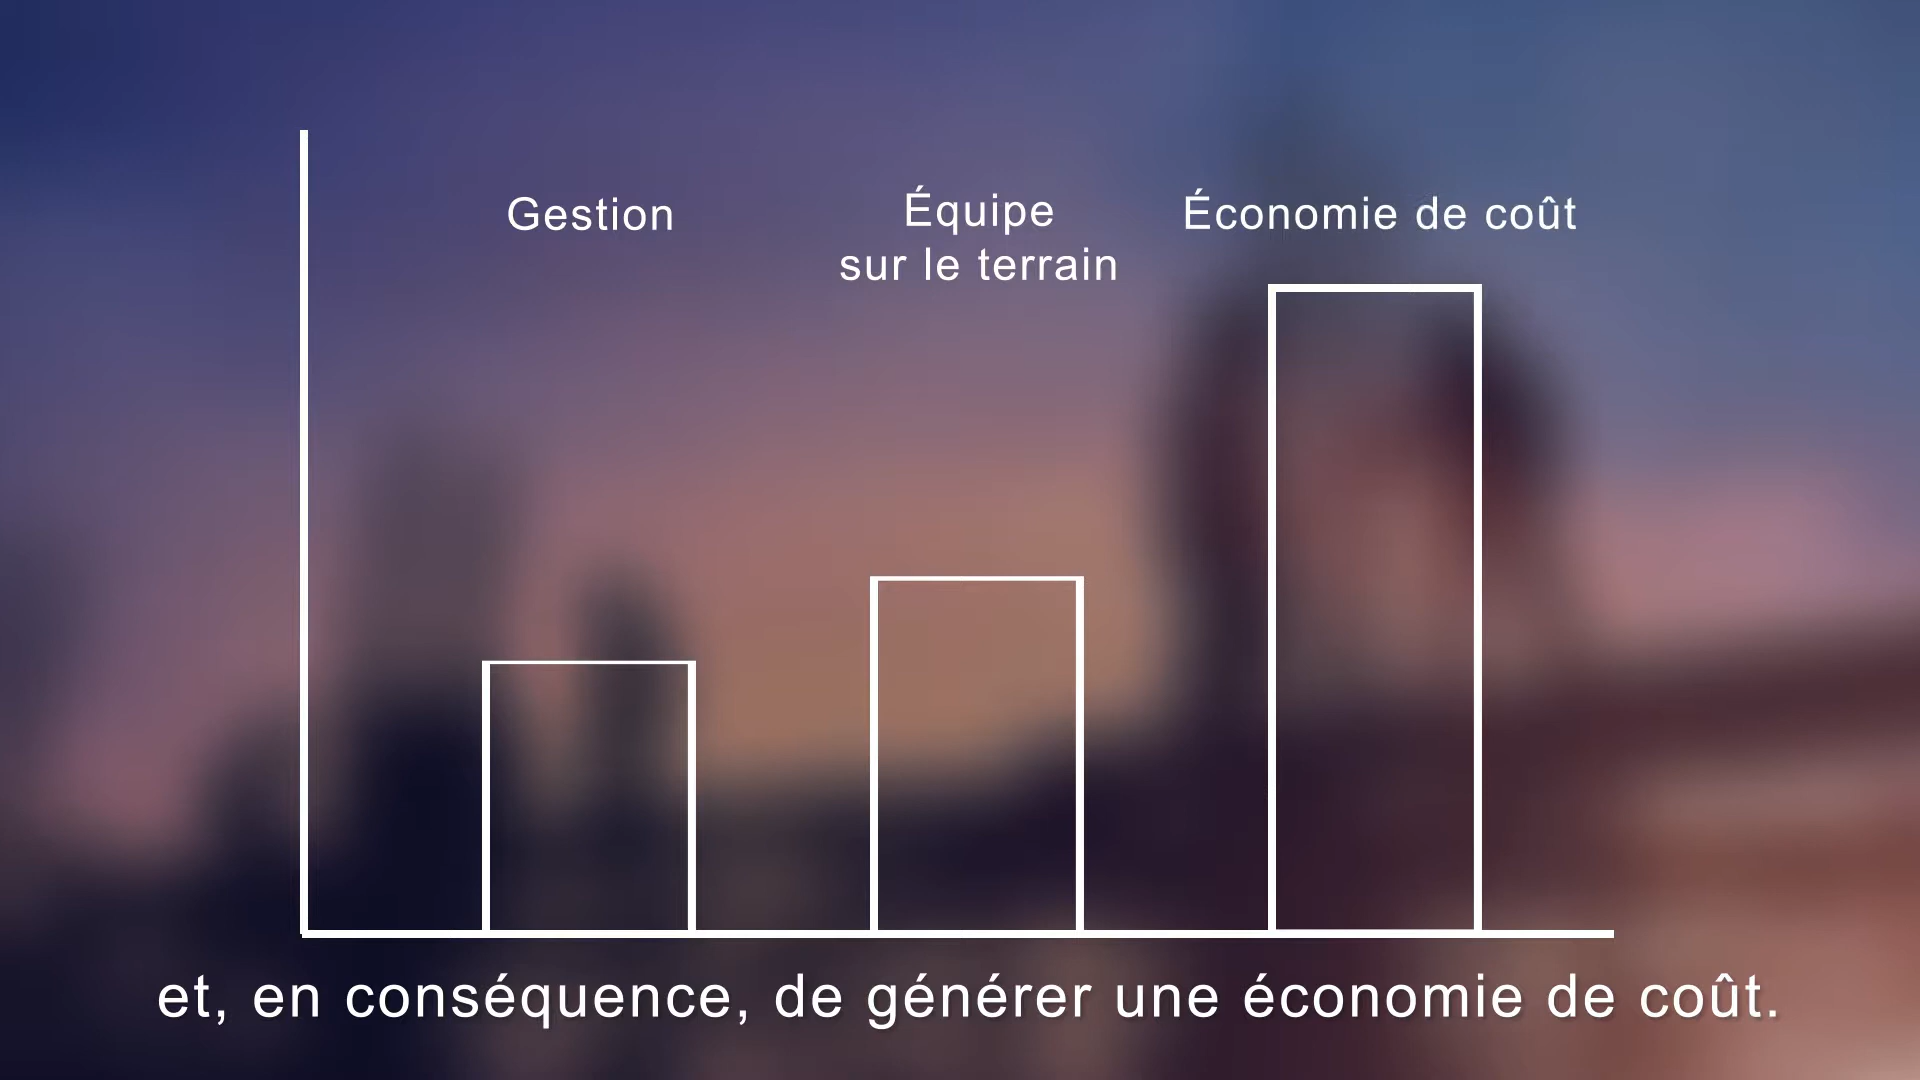 Gestion
Équipe
sur le terrain
Économie de coût
et, en conséquence, de générer une économie de coût.